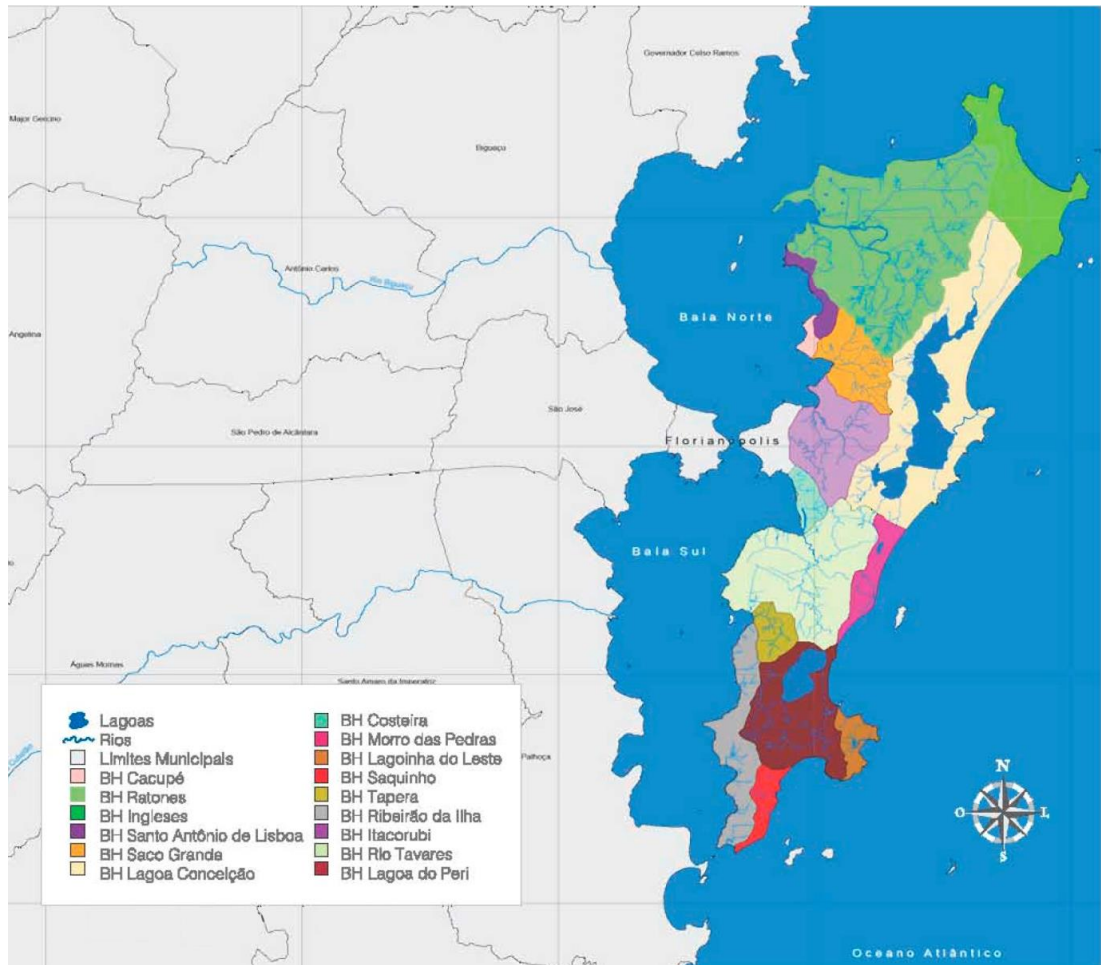 Governador Celso Ramos
Major Gercino
Biguaçu
Antônio Carlos
Rio Biguaçu
Baía Norte
Angelina
São José
São Pedro de Alcântara
Florianópolis
Baía Sul
Águas Mornas
Santo Amaro da Imperatriz
Palhoça
Lagoas
Rios
Limites Municipais
BH Cacupé
BH Ratones
BH Ingleses
BH Santo Antônio de Lisboa
BH Saco Grande
BH Lagoa Conceição
BH Costeira
BH Morro das Pedras
BH Lagoinha do Leste
BH Saquinho
BH Tapera
BH Ribeirão da Ilha
BH Itacorubi
BH Rio Tavares
BH Lagoa do Peri
N
O
L
S
Oceano Atlântico